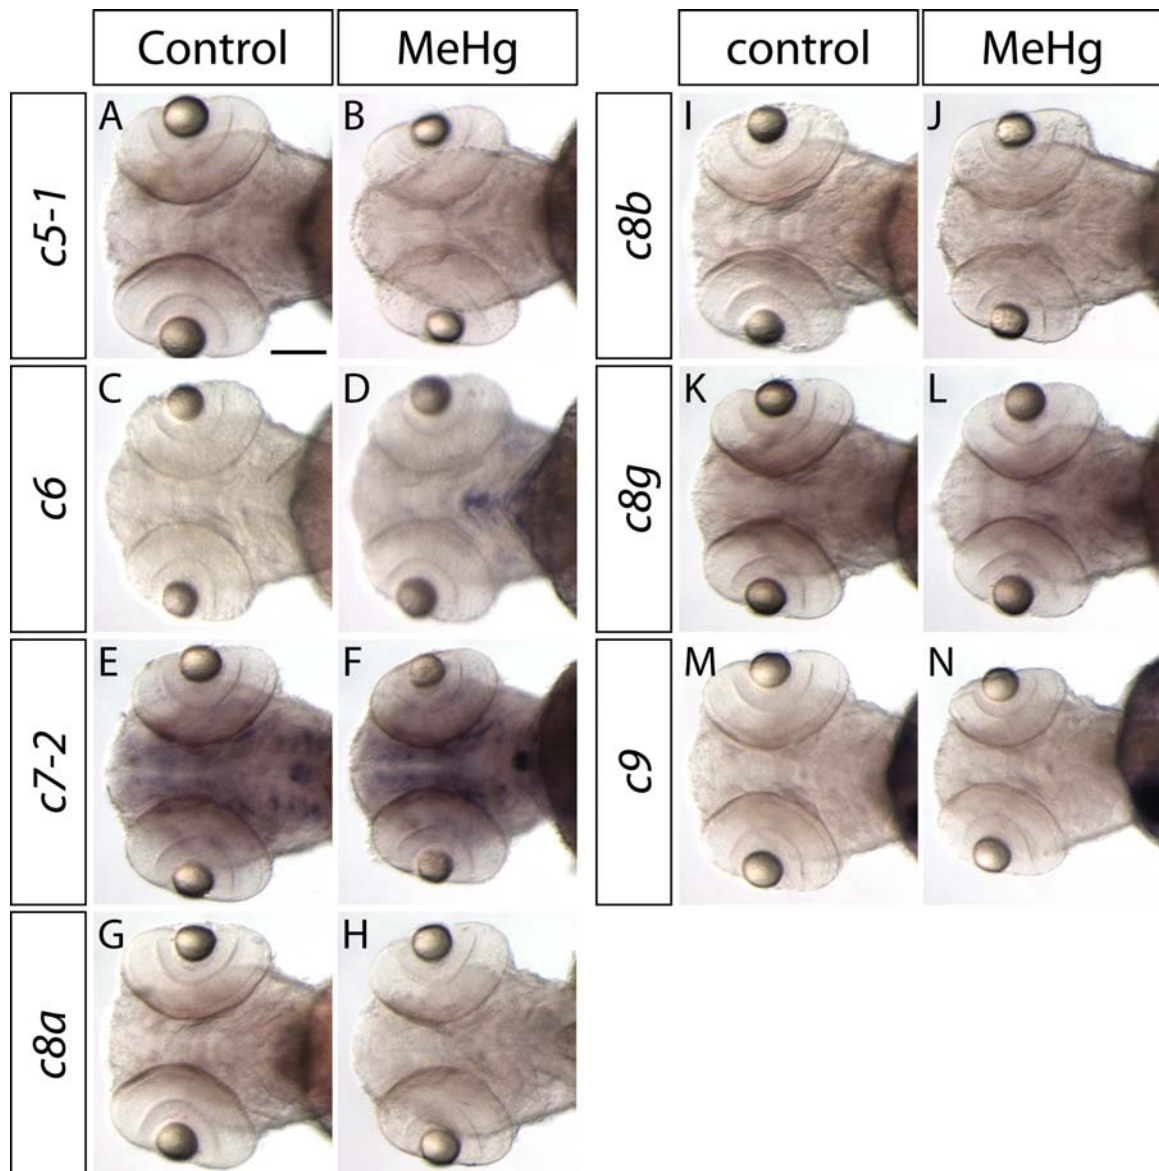 Control MeHg control MeHg
c5-1 A B c8b I J
c6 C D c8g K L
c7-2 E F c9 M N
c8a G H